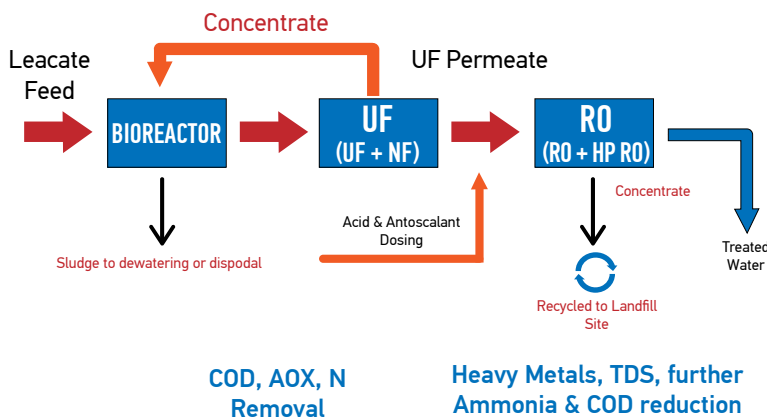 Concentrate
Leacate
Feed
UF Permeate
BIOREACTOR
UF
(UF + NF)
RO
(RO + HP RO)
Concentrate
Acid & Antoscalant
Dosing
Treated
Water
Sludge to dewatering or dispodal
Recycled to Landfill
Site
COD, AOX, N
Removal
Heavy Metals, TDS, further
Ammonia & COD reduction